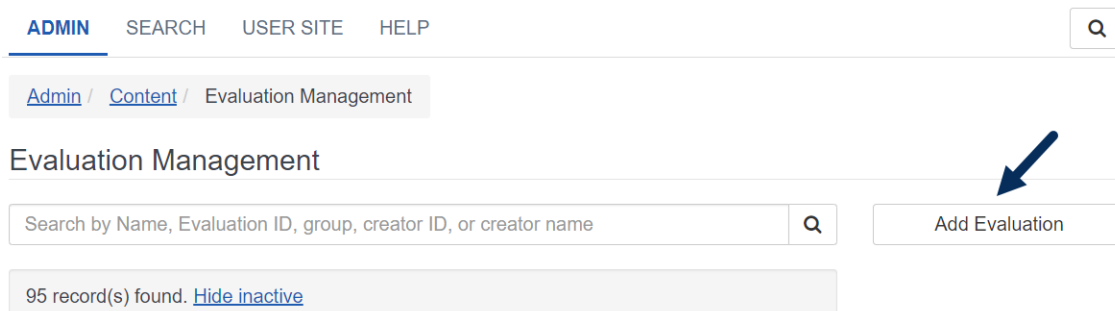 ADMIN SEARCH USER SITE HELP
Admin / Content / Evaluation Management
Evaluation Management
Search by Name, Evaluation ID, group, creator ID, or creator name Add Evaluation
95 record(s) found. Hide inactive